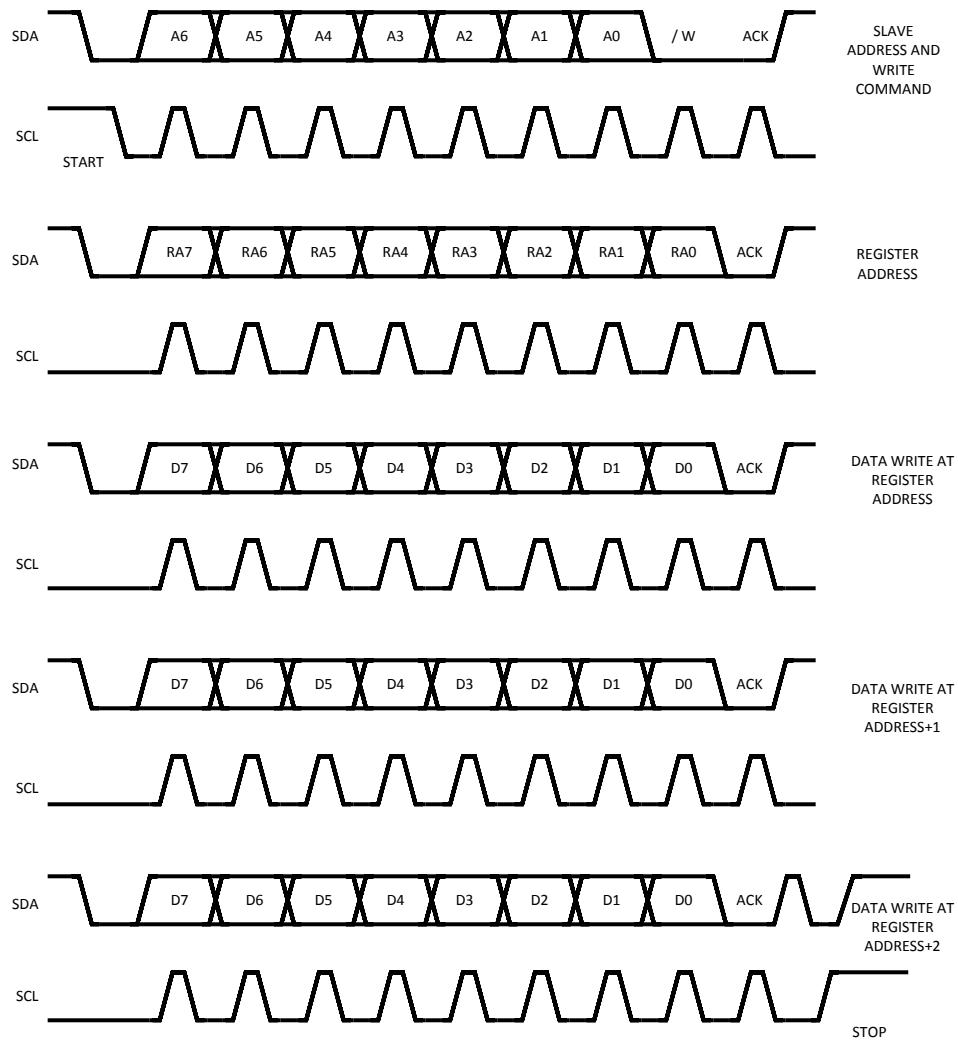 SDA A6 A5 A4 A3 A2 A1 A0 / W ACK
SLAVE
ADDRESS AND
WRITE
COMMAND
SCL
START
SDA RA7 RA6 RA5 RA4 RA3 RA2 RA1 RA0 ACK
REGISTER
ADDRESS
SCL
SDA D7 D6 D5 D4 D3 D2 D1 D0 ACK
DATA WRITE AT
REGISTER
ADDRESS
SCL
SDA D7 D6 D5 D4 D3 D2 D1 D0 ACK
DATA WRITE AT
REGISTER
ADDRESS+1
SCL
SDA D7 D6 D5 D4 D3 D2 D1 D0 ACK
DATA WRITE AT
REGISTER
ADDRESS+2
SCL
STOP